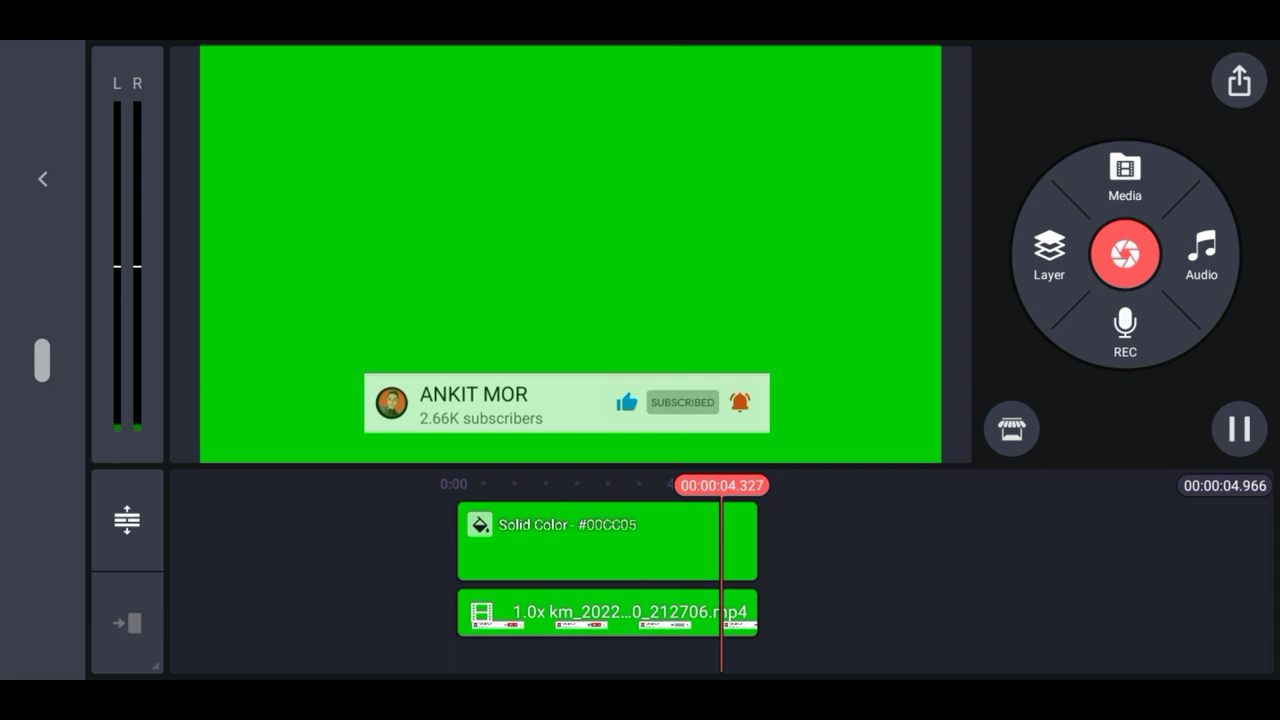 L R
Media
Layer
Audio
REC
ANKIT MOR
2.66K subscribers
SUBSCRIBED
0:00
00:00:04.327
00:00:04.966
Solid Color - #00CC05
1.0x km_2022...0_212706.mp4